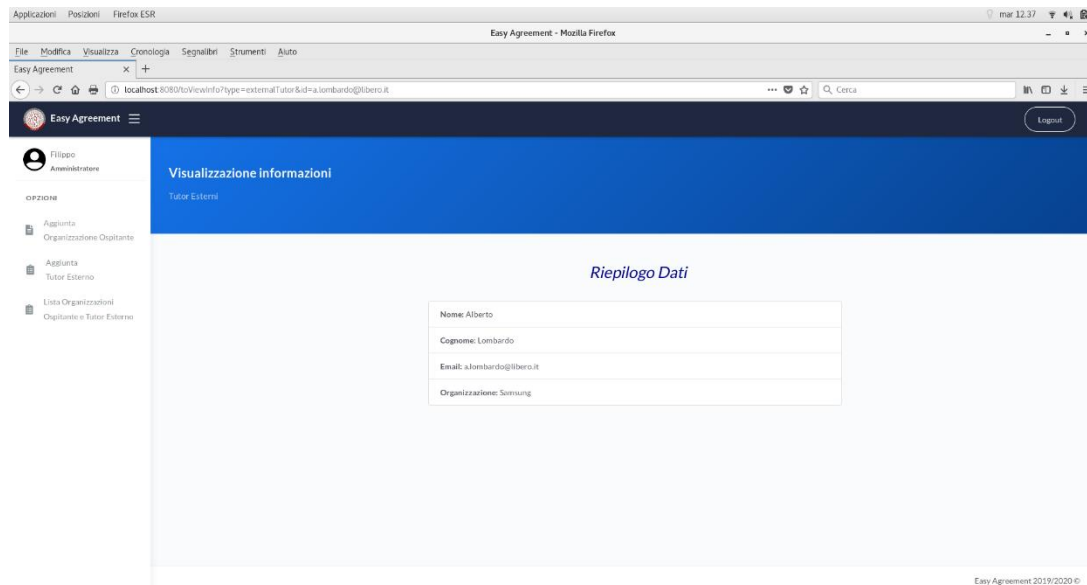 Applicazioni Posizioni Firefox ESR mar 12.37
Easy Agreement - Mozilla Firefox
File Modifica Visualizza Cronologia Segnalibri Strumenti Aiuto
Easy Agreement
localhost:8080/toViewInfo?type=externalTutor&id=a.lombardo@libero.it Cerca
Easy Agreement Logout
Filippo
Amministratore
Visualizzazione informazioni
Tutor Esterni
OPZIONI
Aggiunta
Organizzazione Ospitante
Aggiunta
Tutor Esterno
Lista Organizzazioni
Ospitante e Tutor Esterno
Riepilogo Dati
Nome: Alberto
Cognome: Lombardo
Email: a.lombardo@libero.it
Organizzazione: Samsung
Easy Agreement 2019/2020 ©